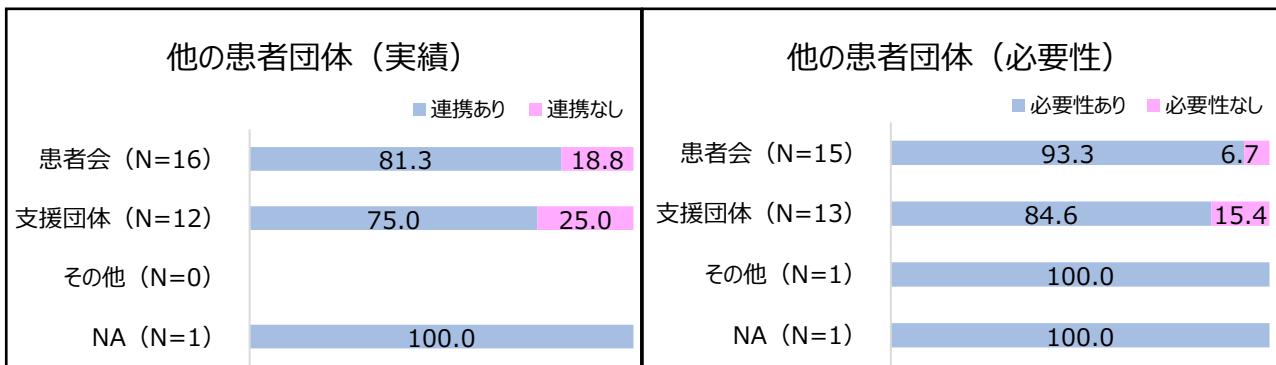 他の患者団体（実績）
■連携あり ■連携なし
患者会（N=16） 81.3 18.8
支援団体（N=12） 75.0 25.0
その他（N=0）
NA（N=1） 100.0
他の患者団体（必要性）
■必要性あり ■必要性なし
患者会（N=15） 93.3 6.7
支援団体（N=13） 84.6 15.4
その他（N=1） 100.0
NA（N=1） 100.0